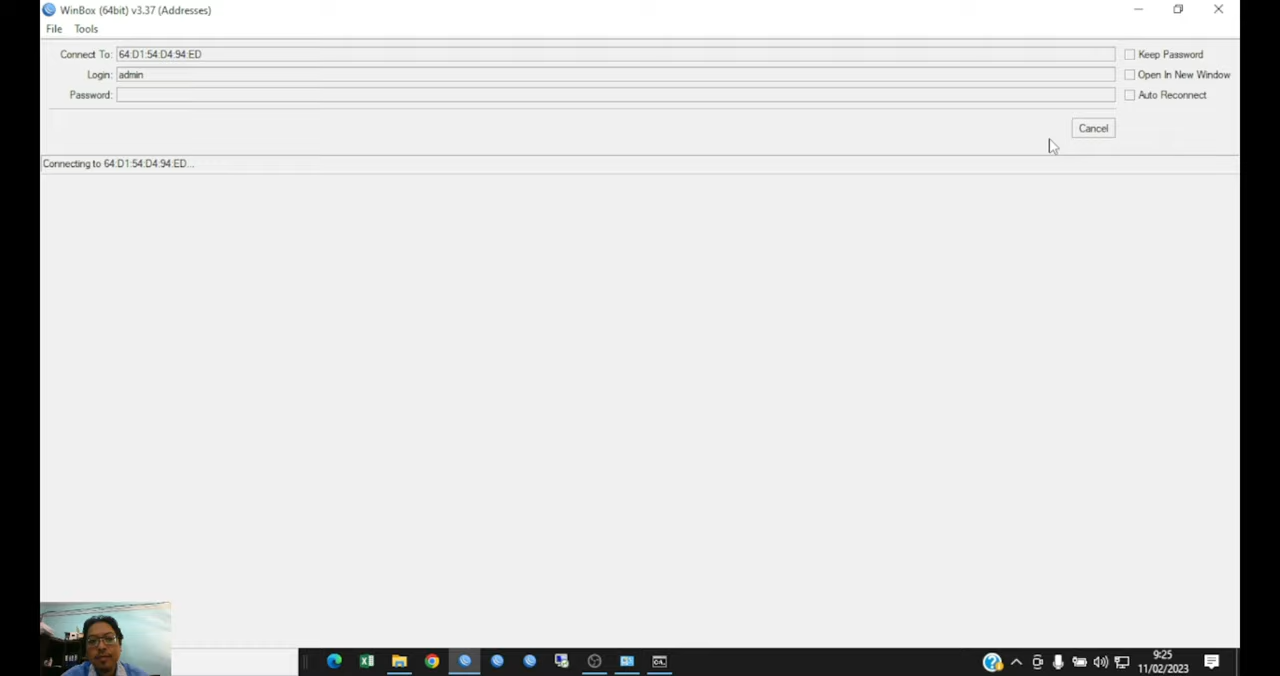 WinBox (64bit) v3.37 (Addresses)
File Tools
Connect To: 64:D1:54:D4:94:ED
Keep Password
Login: admin
Open In New Window
Password:
Auto Reconnect
Cancel
Connecting to 64:D1:54:D4:94:ED...
9:25
11/02/2023